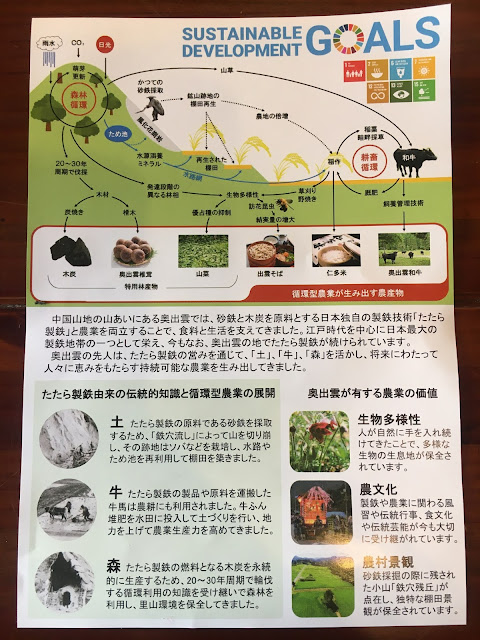 SUSTAINABLE
DEVELOPMENT
GOALS
雨水
CO₂
日光
萌芽
更新
森林
循環
かつての
砂鉄採取
山草
鉱山跡地の
棚田再生
農地の倍増
風化花崗岩
ため池
水源涵養
ミネラル
水路網
再生された
棚田
稲作
稲藁
畦畔採草
耕畜
循環
和牛
20~30年
周期で伐採
発達段階の
異なる林相
生物多様性
草刈り
野焼き
厩肥
飼養管理技術
木材
炭焼き
榾木
優占種の抑制
訪花昆虫
結実量の増大
木炭
奥出雲椎茸
山菜
出雲そば
仁多米
奥出雲和牛
特用林産物
循環型農業が生み出す農産物
中国山地の山あいにある奥出雲では、砂鉄と木炭を原料とする日本独自の製鉄技術「たたら
製鉄」と農業を両立することで、食料と生活を支えてきました。江戸時代を中心に日本最大の
製鉄地帯の一つとして栄え、今もなお、奥出雲の地でたたら製鉄が続けられています。
奥出雲の先人は、たたら製鉄の営みを通じて、「土」、「牛」、「森」を活かし、将来にわたって
人々に恵みをもたらす持続可能な農業を生み出してきました。
たたら製鉄由来の伝統的知識と循環型農業の展開
土 たたら製鉄の原料である砂鉄を採取
するため、「鉄穴流し」によって山を切り崩
し、その跡地はソバなどを栽培し、水路や
ため池を再利用して棚田を築きました。
牛 たたら製鉄の製品や原料を運搬した
牛馬は農耕にも利用されました。牛ふん
堆肥を水田に投入して土づくりを行い、地
力を上げて農業生産力を高めてきました。
森 たたら製鉄の燃料となる木炭を永続
的に生産するため、20~30年周期で輪伐
する循環利用の知識を受け継いで森林を
利用し、里山環境を保全してきました。
奥出雲が有する農業の価値
生物多様性
人が自然に手を入れ続
けてきたことで、多様な
生物の生息地が保全さ
れています。
農文化
製鉄や農業に関わる風
習や伝統行事、食文化
や伝統芸能が今も大切
に受け継がれています。
農村景観
砂鉄採掘の際に残された
小山「鉄穴残丘」が
点在し、独特な棚田景
観が保全されています。